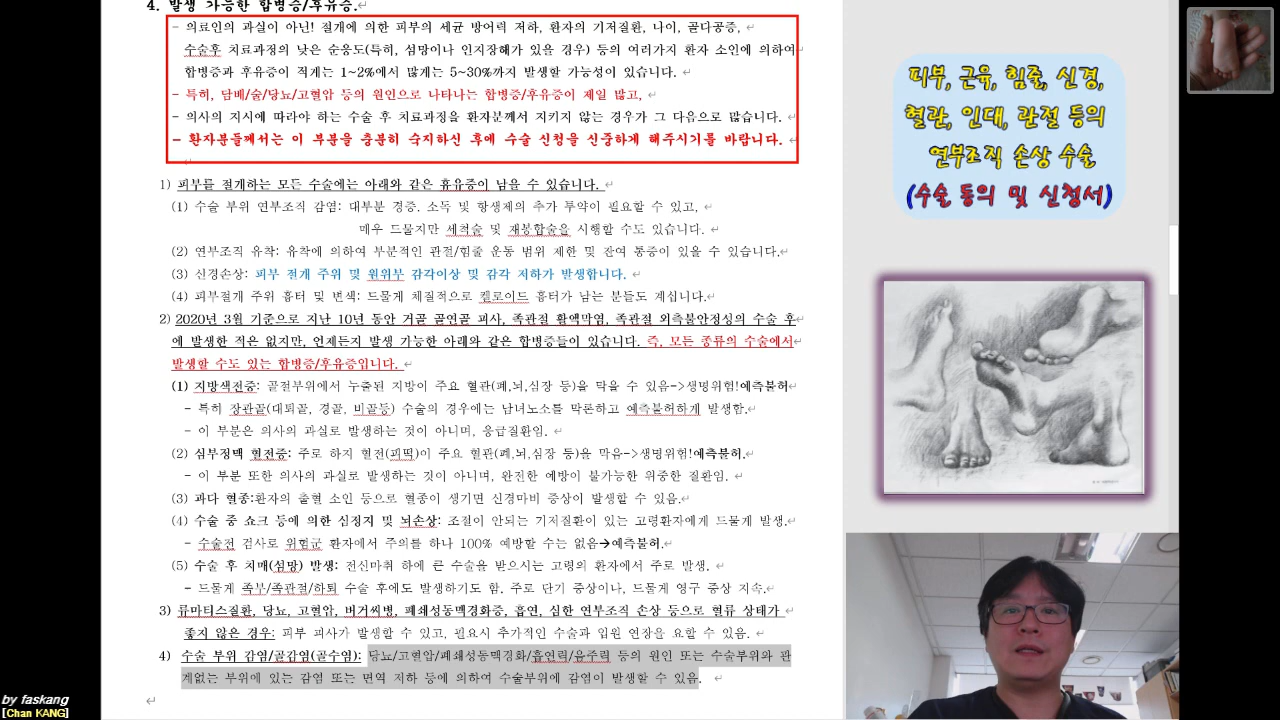 4. 발생 가능한 합병증/후유증.
- 의료인의 과실이 아닌! 절개에 의한 피부의 세균 방어력 저하, 환자의 기저질환, 나이, 골다공증,
수술후 치료과정의 낮은 순응도(특히, 섬망이나 인지장해가 있을 경우) 등의 여러가지 환자 소인에 의하여
합병증과 후유증이 적게는 1~2%에서 많게는 5~30%까지 발생할 가능성이 있습니다.
- 특히, 담배/술/당뇨/고혈압 등의 원인으로 나타나는 합병증/후유증이 제일 많고,
- 의사의 지시에 따라야 하는 수술 후 치료과정을 환자분께서 지키지 않는 경우가 그 다음으로 많습니다.
- 환자분들께서는 이 부분을 충분히 숙지하신 후에 수술 신청을 신중하게 해주시기를 바랍니다.
1) 피부를 절개하는 모든 수술에는 아래와 같은 휴유증이 남을 수 있습니다.
(1) 수술 부위 연부조직 감염: 대부분 경증. 소독 및 항생제의 추가 투약이 필요할 수 있고,
매우 드물지만 세척술 및 재봉합술을 시행할 수도 있습니다.
(2) 연부조직 유착: 유착에 의하여 부분적인 관절/힘줄 운동 범위 제한 및 잔여 통증이 있을 수 있습니다.
(3) 신경손상: 피부 절개 주위 및 원위부 감각이상 및 감각 저하가 발생합니다.
(4) 피부절개 주위 흉터 및 변색: 드물게 체질적으로 켈로이드 흉터가 남는 분들도 계십니다.
2) 2020년 3월 기준으로 지난 10년 동안 거골 골연골 괴사, 족관절 활액막염, 족관절 외측불안정성의 수술 후
에 발생한 적은 없지만, 언제든지 발생 가능한 아래와 같은 합병증들이 있습니다. 즉, 모든 종류의 수술에서
발생할 수도 있는 합병증/후유증입니다.
(1) 지방색전증: 골절부위에서 누출된 지방이 주요 혈관(폐,뇌,심장 등)을 막을 수 있음->생명위험!예측불허
- 특히 장관골(대퇴골, 경골, 비골등) 수술의 경우에는 남녀노소를 막론하고 예측불허하게 발생함.
- 이 부분은 의사의 과실로 발생하는 것이 아니며, 응급질환임.
(2) 심부정맥 혈전증: 주로 하지 혈전(피떡)이 주요 혈관(폐,뇌,심장 등)을 막음->생명위험!예측불허.
- 이 부분 또한 의사의 과실로 발생하는 것이 아니며, 완전한 예방이 불가능한 위중한 질환임.
(3) 과다 혈종:환자의 출혈 소인 등으로 혈종이 생기면 신경마비 증상이 발생할 수 있음.
(4) 수술 중 쇼크 등에 의한 심정지 및 뇌손상: 조절이 안되는 기저질환이 있는 고령환자에게 드물게 발생.
- 수술전 검사로 위험군 환자에서 주의를 하나 100% 예방할 수는 없음→예측불허.
(5) 수술 후 치매(섬망) 발생: 전신마취 하에 큰 수술을 받으시는 고령의 환자에서 주로 발생.
- 드물게 족부/족관절/하퇴 수술 후에도 발생하기도 함. 주로 단기 증상이나, 드물게 영구 증상 지속.
3) 류마티스질환, 당뇨, 고혈압, 버거씨병, 폐쇄성동맥경화증, 흡연, 심한 연부조직 손상 등으로 혈류 상태가
좋지 않은 경우: 피부 괴사가 발생할 수 있고, 필요시 추가적인 수술과 입원 연장을 요할 수 있음.
4) 수술 부위 감염/골감염(골수염): 당뇨/고혈압/폐쇄성동맥경화/흡연력/음주력 등의 원인 또는 수술부위와 관
계없는 부위에 있는 감염 또는 면역 저하 등에 의하여 수술부위에 감염이 발생할 수 있음.
피부, 근육, 힘줄, 신경,
혈관, 인대, 관절 등의
연부조직 손상 수술
(수술 동의 및 신청서)
by faskang
[Chan KANG]